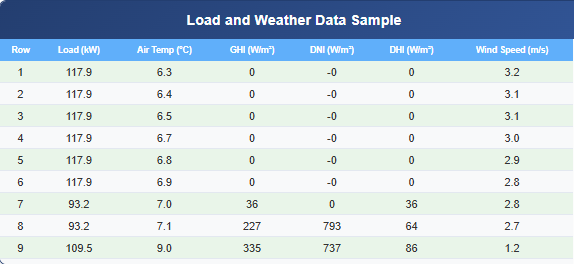 Load and Weather Data Sample
Row Load (kW) Air Temp (°C) GHI (W/m²) DNI (W/m²) DHI (W/m²) Wind Speed (m/s)
1 117.9 6.3 0 -0 0 3.2
2 117.9 6.4 0 -0 0 3.1
3 117.9 6.5 0 -0 0 3.1
4 117.9 6.7 0 -0 0 3.0
5 117.9 6.8 0 -0 0 2.9
6 117.9 6.9 0 -0 0 2.8
7 93.2 7.0 36 0 36 2.8
8 93.2 7.1 227 793 64 2.7
9 109.5 9.0 335 737 86 1.2